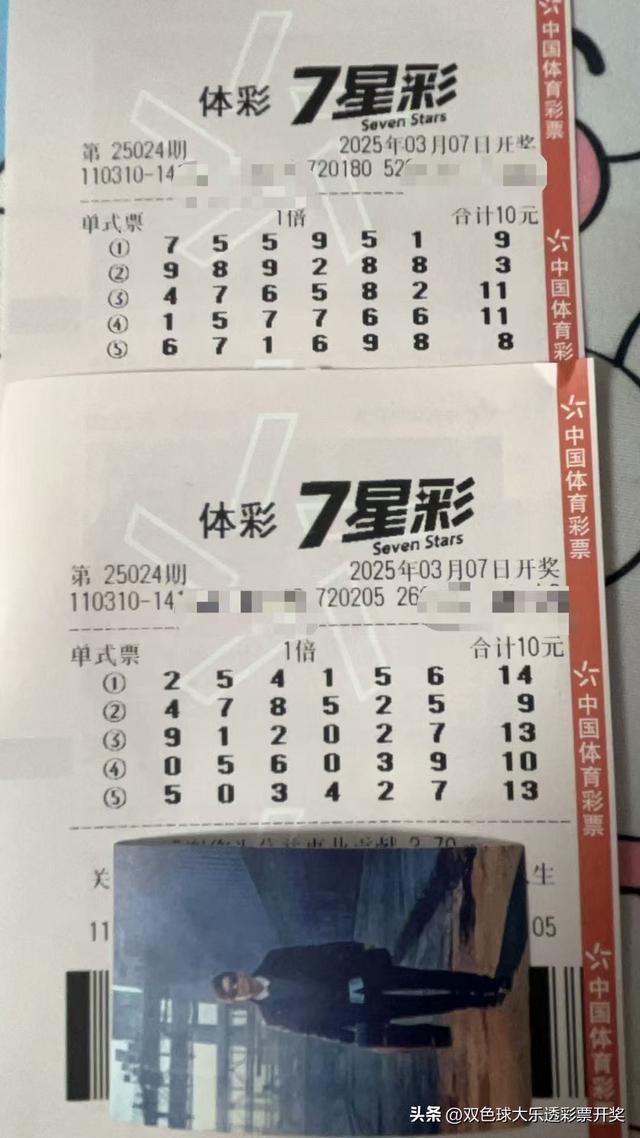 体彩 7星彩
Seven Stars
第 25024期 2025年03月07日开奖
110310-14 720180 52
单式票 1倍 合计10元
① 7 5 5 9 5 1 9
② 9 8 9 2 8 8 3
③ 4 7 6 5 8 2 11
④ 1 5 7 7 6 6 11
⑤ 6 7 1 6 9 8 8
中国体育彩票
中国体育彩
体彩 7星彩
Seven Stars
第 25024期 2025年03月07日开奖
110310-14 720205 26
单式票 1倍 合计10元
① 2 5 4 1 5 6 14
② 4 7 8 5 2 5 9
③ 9 1 2 0 2 7 13
④ 0 5 6 0 3 9 10
⑤ 5 0 3 4 2 7 13
生
11 05
中国体育彩票
中国体育彩票
中国体育彩票
头条 @双色球大乐透彩票开奖